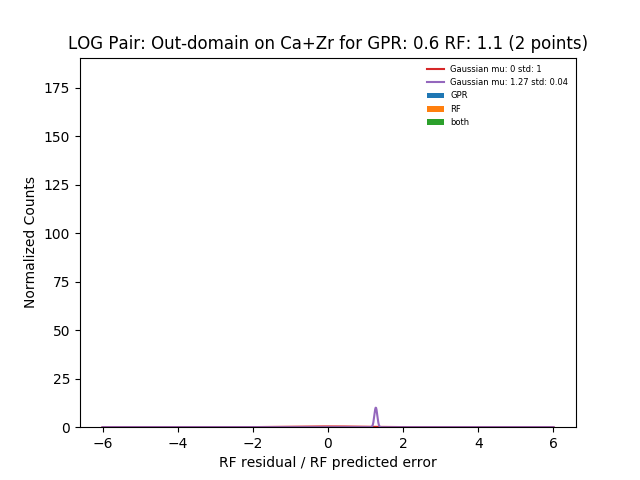 LOG Pair: Out-domain on Ca+Zr for GPR: 0.6 RF: 1.1 (2 points)
Gaussian mu: 0 std: 1
Gaussian mu: 1.27 std: 0.04
GPR
RF
both
175
150
125
100
75
50
25
0
Normalized Counts
−6
−4
−2
0
2
4
6
RF residual / RF predicted error